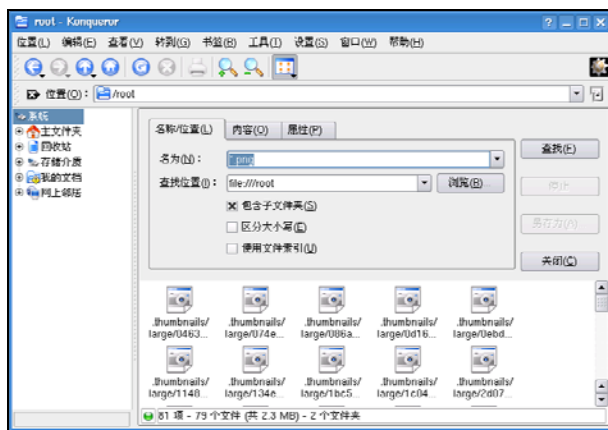 root - Konqueror
位置(L) 编辑(E) 查看(V) 转到(G) 书签(B) 工具(T) 设置(S) 窗口(W) 帮助(H)
位置(O): /root
系统
主文件夹
回收站
存储介质
我的文档
网上邻居
名称/位置(L) 内容(O) 属性(P)
名为(N): *.png
查找位置(I): file:///root 浏览(B)...
包含子文件夹(S)
区分大小写(E)
使用文件索引(U)
查找(F)
停止
另存为(A)
关闭(C)
.thumbnails/ .thumbnails/ .thumbnails/ .thumbnails/ .thumbnails/
large/0463... large/074e... large/086a... large/0d16... large/0ebd...
.thumbnails/ .thumbnails/ .thumbnails/ .thumbnails/ .thumbnails/
large/1148... large/134e... large/1bc5... large/1c04... large/2d07...
81 项 - 79 个文件 (共 2.3 MB) - 2 个文件夹